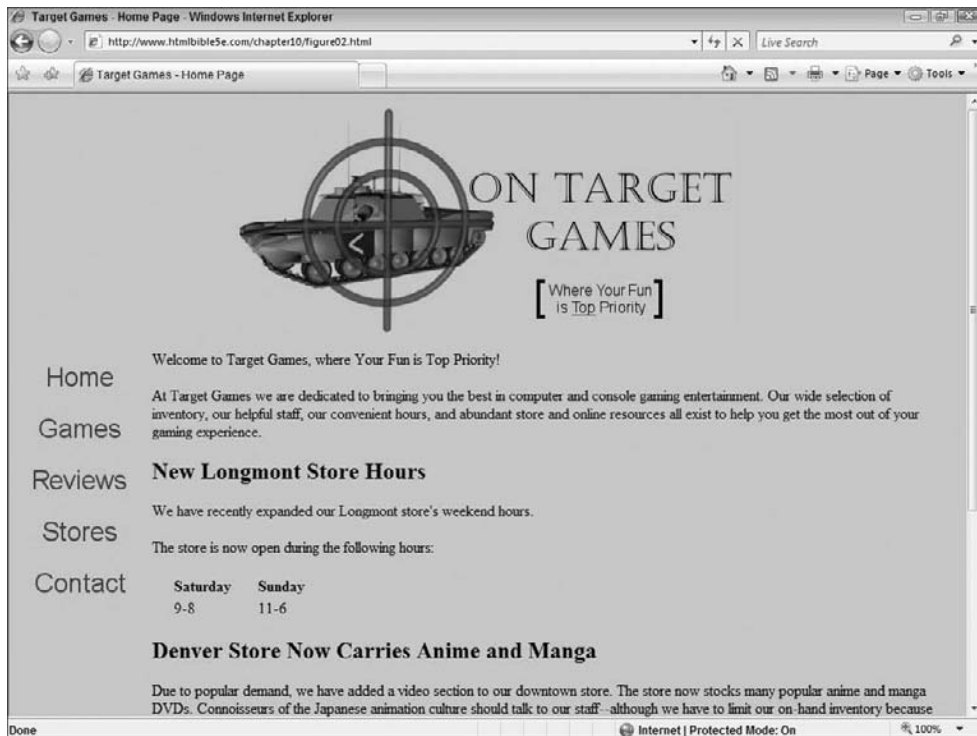 Target Games - Home Page - Windows Internet Explorer
http://www.htmlbible5e.com/chapter10/figure02.html
Live Search
Target Games - Home Page
Page
Tools
ON TARGET
GAMES
[Where Your Fun
is Top Priority]
Home
Games
Reviews
Stores
Contact
Welcome to Target Games, where Your Fun is Top Priority!
At Target Games we are dedicated to bringing you the best in computer and console gaming entertainment. Our wide selection of
inventory, our helpful staff, our convenient hours, and abundant store and online resources all exist to help you get the most out of your
gaming experience.
New Longmont Store Hours
We have recently expanded our Longmont store's weekend hours.
The store is now open during the following hours:
Saturday Sunday
9-8 11-6
Denver Store Now Carries Anime and Manga
Due to popular demand, we have added a video section to our downtown store. The store now stocks many popular anime and manga
DVDs. Connoisseurs of the Japanese animation culture should talk to our staff--although we have to limit our on-hand inventory because
Done
Internet | Protected Mode: On
100%